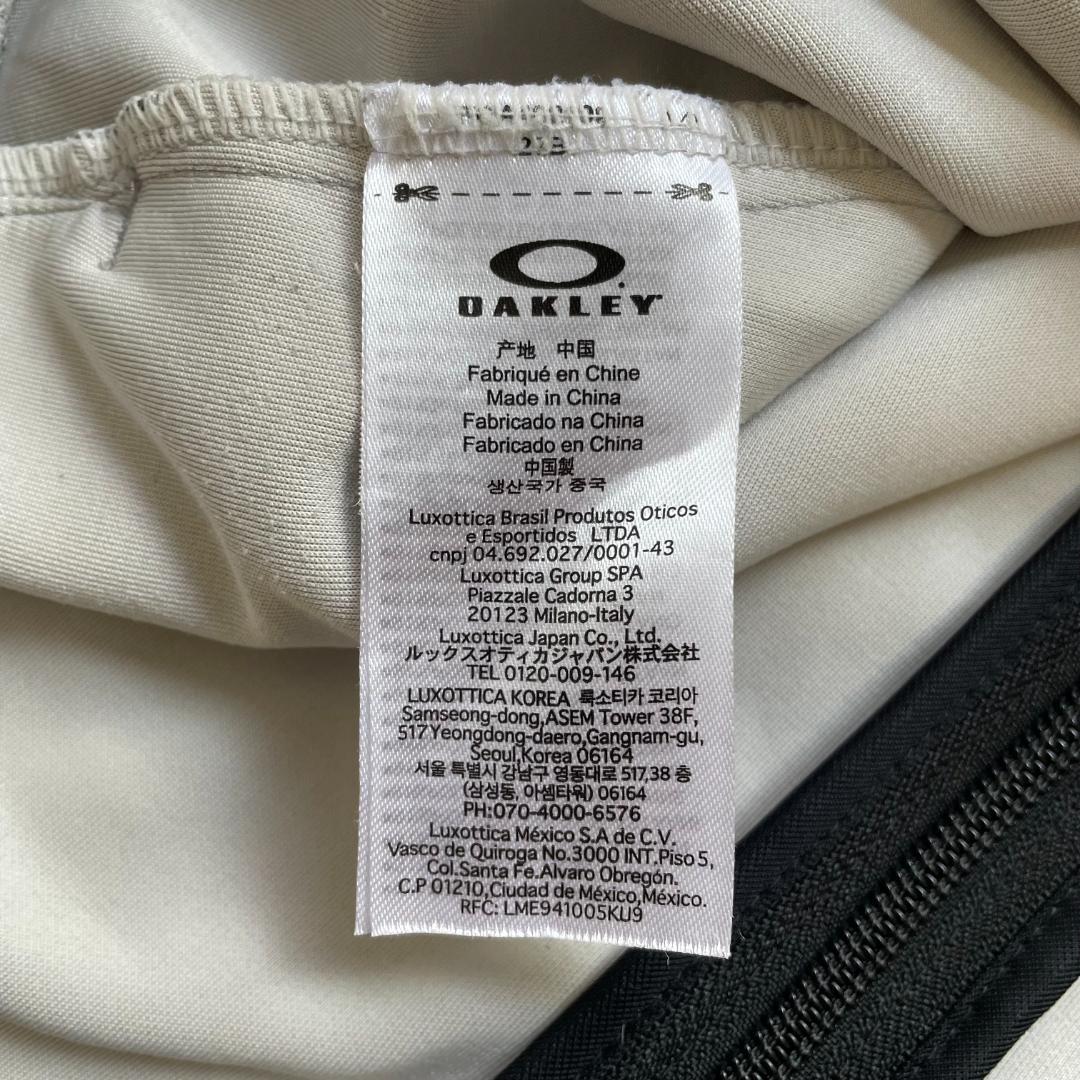 OAKLEY
产地 中国
Fabriqué en Chine
Made in China
Fabricado na China
Fabricado en China
中国製
생산국가 중국
Luxottica Brasil Produtos Oticos
e Esportidos LTDA
cnpj 04.692.027/0001-43
Luxottica Group SPA
Piazzale Cadorna 3
20123 Milano-Italy
Luxottica Japan Co., Ltd.
ルックスオティカジャパン株式会社
TEL 0120-009-146
LUXOTTICA KOREA 룩소티카 코리아
Samseong-dong,ASEM Tower 38F,
517 Yeongdong-daero,Gangnam-gu,
Seoul,Korea 06164
서울 특별시 강남구 영동대로 517,38 층
(삼성동, 아셈타워) 06164
PH:070-4000-6576
Luxottica México S.A de C.V.
Vasco de Quiroga No.3000 INT.Piso 5,
Col.Santa Fe.Alvaro Obregón.
C.P 01210,Ciudad de México,México.
RFC: LME941005KU9